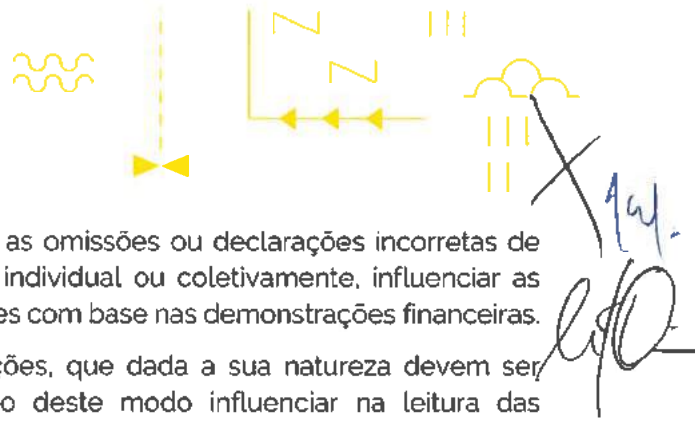 as omissões ou declarações incorretas de
individual ou coletivamente, influenciar as
es com base nas demonstrações financeiras.
ções, que dada a sua natureza devem ser
o deste modo influenciar na leitura das